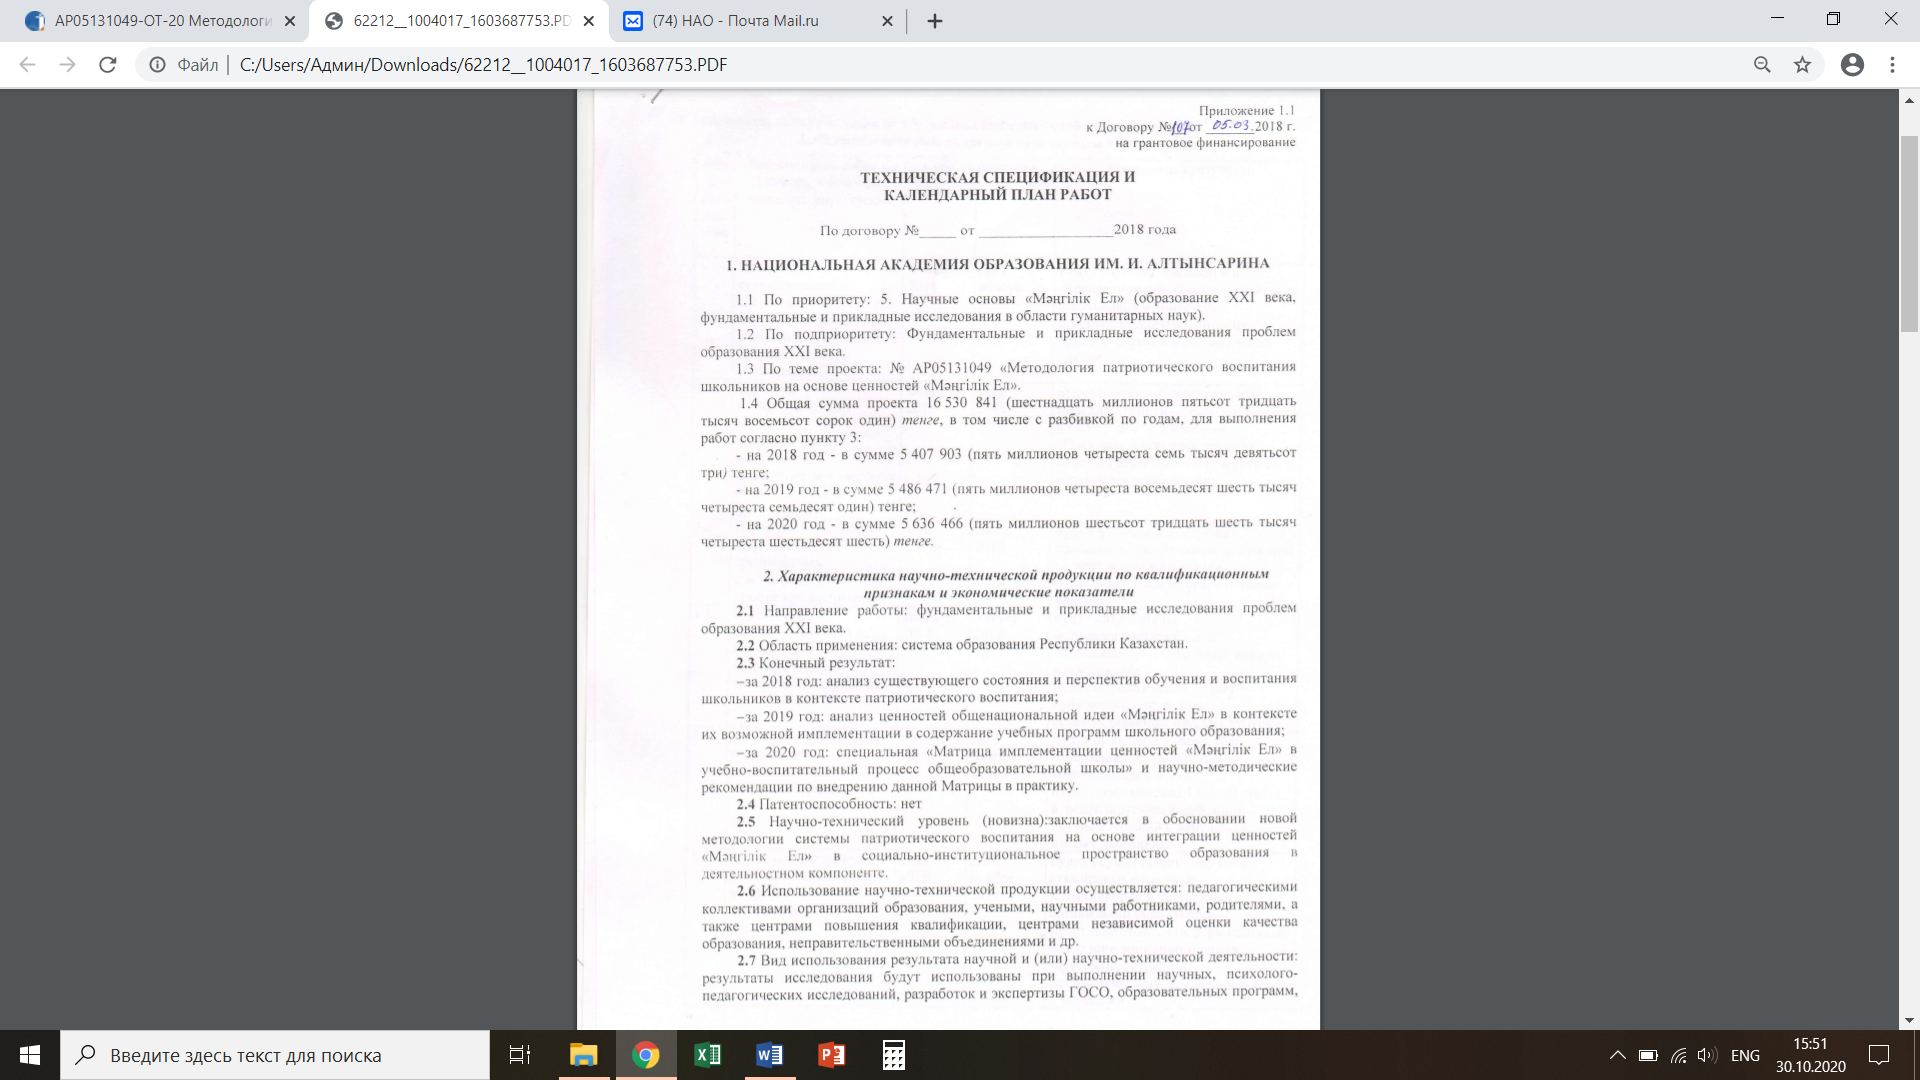 АР05131049-ОТ-20 Методологи
62212__1004017_1603687753.PD
(74) НАО - Почта Mail.ru
Файл
C:/Users/Админ/Downloads/62212__1004017_1603687753.PDF
Приложение 1.1
к Договору №107от 05.03 2018 г.
на грантовое финансирование
ТЕХНИЧЕСКАЯ СПЕЦИФИКАЦИЯ И
КАЛЕНДАРНЫЙ ПЛАН РАБОТ
По договору №_____ от __________________2018 года
1. НАЦИОНАЛЬНАЯ АКАДЕМИЯ ОБРАЗОВАНИЯ ИМ. И. АЛТЫНСАРИНА
1.1 По приоритету: 5. Научные основы «Мәңгілік Ел» (образование XXI века,
фундаментальные и прикладные исследования в области гуманитарных наук).
1.2 По подприоритету: Фундаментальные и прикладные исследования проблем
образования XXI века.
1.3 По теме проекта: № АР05131049 «Методология патриотического воспитания
школьников на основе ценностей «Мәңгілік Ел».
1.4 Общая сумма проекта 16 530 841 (шестнадцать миллионов пятьсот тридцать
тысяч восемьсот сорок один) тенге, в том числе с разбивкой по годам, для выполнения
работ согласно пункту 3:
- на 2018 год - в сумме 5 407 903 (пять миллионов четыреста семь тысяч девятьсот
три) тенге;
- на 2019 год - в сумме 5 486 471 (пять миллионов четыреста восемьдесят шесть тысяч
четыреста семьдесят один) тенге;
- на 2020 год - в сумме 5 636 466 (пять миллионов шестьсот тридцать шесть тысяч
четыреста шестьдесят шесть) тенге.
2. Характеристика научно-технической продукции по квалификационным
признакам и экономические показатели
2.1 Направление работы: фундаментальные и прикладные исследования проблем
образования XXI века.
2.2 Область применения: система образования Республики Казахстан.
2.3 Конечный результат:
–за 2018 год: анализ существующего состояния и перспектив обучения и воспитания
школьников в контексте патриотического воспитания;
–за 2019 год: анализ ценностей общенациональной идеи «Мәңгілік Ел» в контексте
их возможной имплементации в содержание учебных программ школьного образования;
–за 2020 год: специальная «Матрица имплементации ценностей «Мәңгілік Ел» в
учебно-воспитательный процесс общеобразовательной школы» и научно-методические
рекомендации по внедрению данной Матрицы в практику.
2.4 Патентоспособность: нет
2.5 Научно-технический уровень (новизна):заключается в обосновании новой
методологии системы патриотического воспитания на основе интеграции ценностей
«Мәңгілік Ел» в социально-институциональное пространство образования в
деятельностном компоненте.
2.6 Использование научно-технической продукции осуществляется: педагогическими
коллективами организаций образования, учеными, научными работниками, родителями, а
также центрами повышения квалификации, центрами независимой оценки качества
образования, неправительственными объединениями и др.
2.7 Вид использования результата научной и (или) научно-технической деятельности:
результаты исследования будут использованы при выполнении научных, психолого-
педагогических исследований, разработок и экспертизы ГОСО, образовательных программ,
Введите здесь текст для поиска
ENG
15:51
30.10.2020